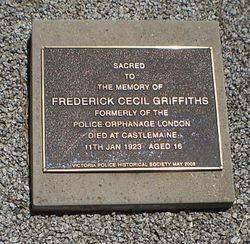 SACRED
TO
THE MEMORY OF
FREDERICK CECIL GRIFFITHS
FORMERLY OF THE
POLICE ORPHANAGE LONDON
DIED AT CASTLEMAINE
11TH JAN 1923 AGED 16
VICTORIA POLICE HISTORICAL SOCIETY MAY 2008